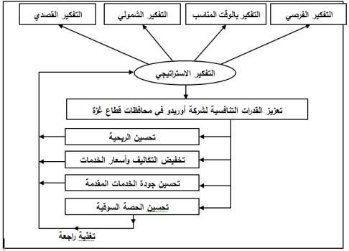 التفكير الفرصي
التفكير بالوقت المناسب
التفكير الشمولي
التفكير القصدي
التفكير الاستراتيجي
تعزيز القدرات التنافسية لشركة أوريدو في محافظات قطاع غزة
تحسين الربحية
تخفيض التكاليف وأسعار الخدمات
تحسين جودة الخدمات المقدمة
تحسين الحصة السوقية
تغذية راجعة